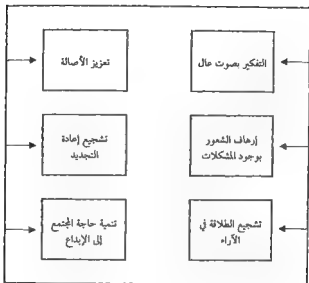 التفكير بصوت عال
تعزيز الأصالة
إرهاف الشعور
بوجود المشكلات
تشجيع إعادة
التجديد
تشجيع الطلاقة في
الآراء
تنمية حاجة المجتمع
إلى الإبداع